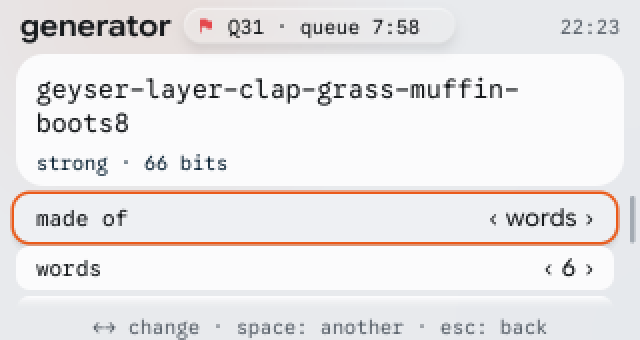 generator
Q31 · queue 7:58
22:23
geyser-layer-clap-grass-muffin-
boots8
strong · 66 bits
made of ‹ words ›
words ‹ 6 ›
↔ change · space: another · esc: back